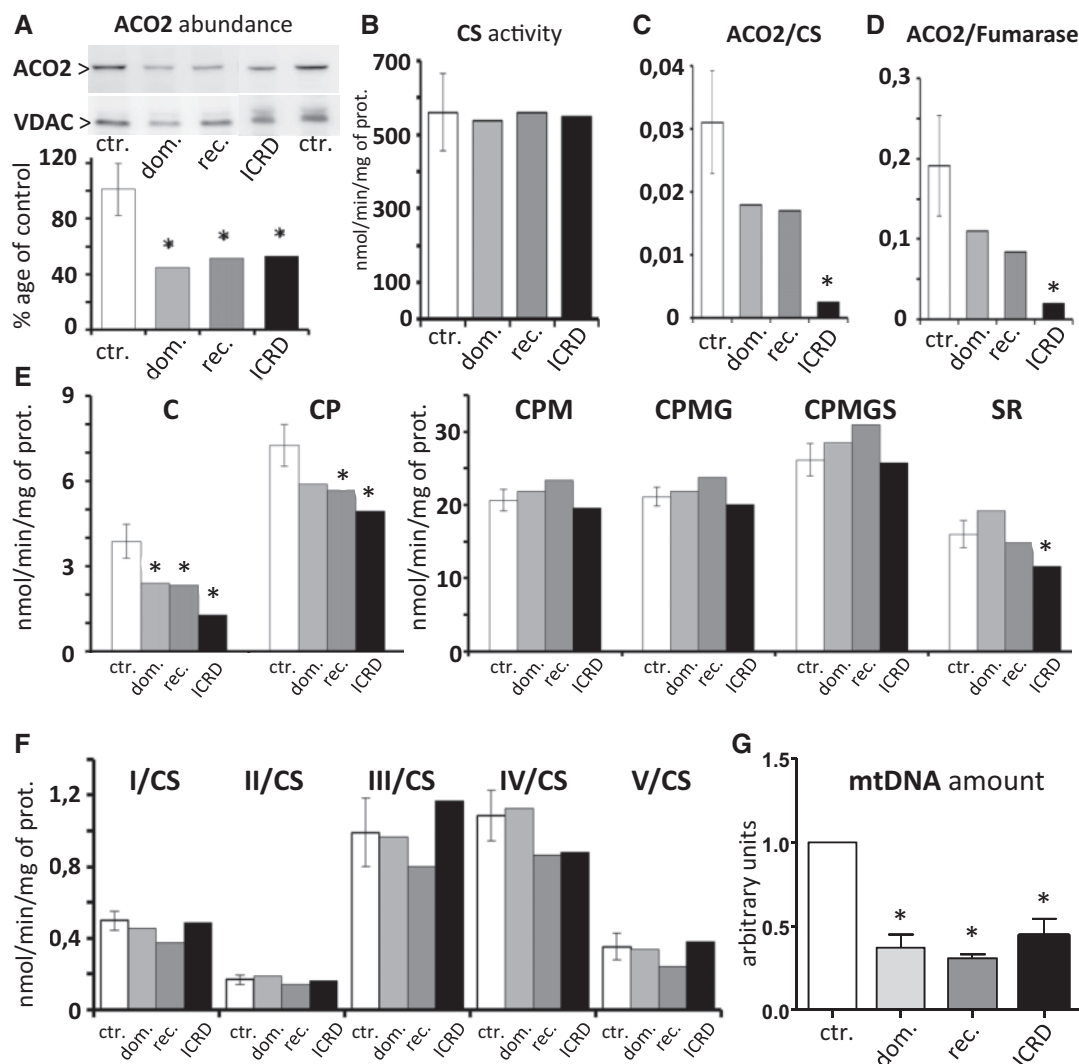 A
ACO2 abundance
ACO2 >
VDAC >
ctr. dom. rec. ICRD ctr.
% age of control
120
80
40
0
* * *
ctr. dom. rec. ICRD
B
CS activity
nmol/min/mg of prot.
700
600
500
400
300
200
100
0
ctr. dom. rec. ICRD
C
ACO2/CS
0,04
0,03
0,02
0,01
0
*
ctr. dom. rec. ICRD
D
ACO2/Fumarase
0,3
0,2
0,1
0
*
ctr. dom. rec. ICRD
E
nmol/min/mg of prot.
9
6
3
0
C CP
* * * * *
ctr. dom. rec. ICRD ctr. dom. rec. ICRD
nmol/min/mg of prot.
30
20
10
0
CPM CPMG CPMGS SR
*
ctr. dom. rec. ICRD ctr. dom. rec. ICRD ctr. dom. rec. ICRD ctr. dom. rec. ICRD
F
nmol/min/mg of prot.
1,2
0,8
0,4
0
I/CS II/CS III/CS IV/CS V/CS
ctr. dom. rec. ICRD ctr. dom. rec. ICRD ctr. dom. rec. ICRD ctr. dom. rec. ICRD ctr. dom. rec. ICRD
G
mtDNA amount
arbitrary units
1.5
1.0
0.5
0.0
* * *
ctr. dom. rec. ICRD